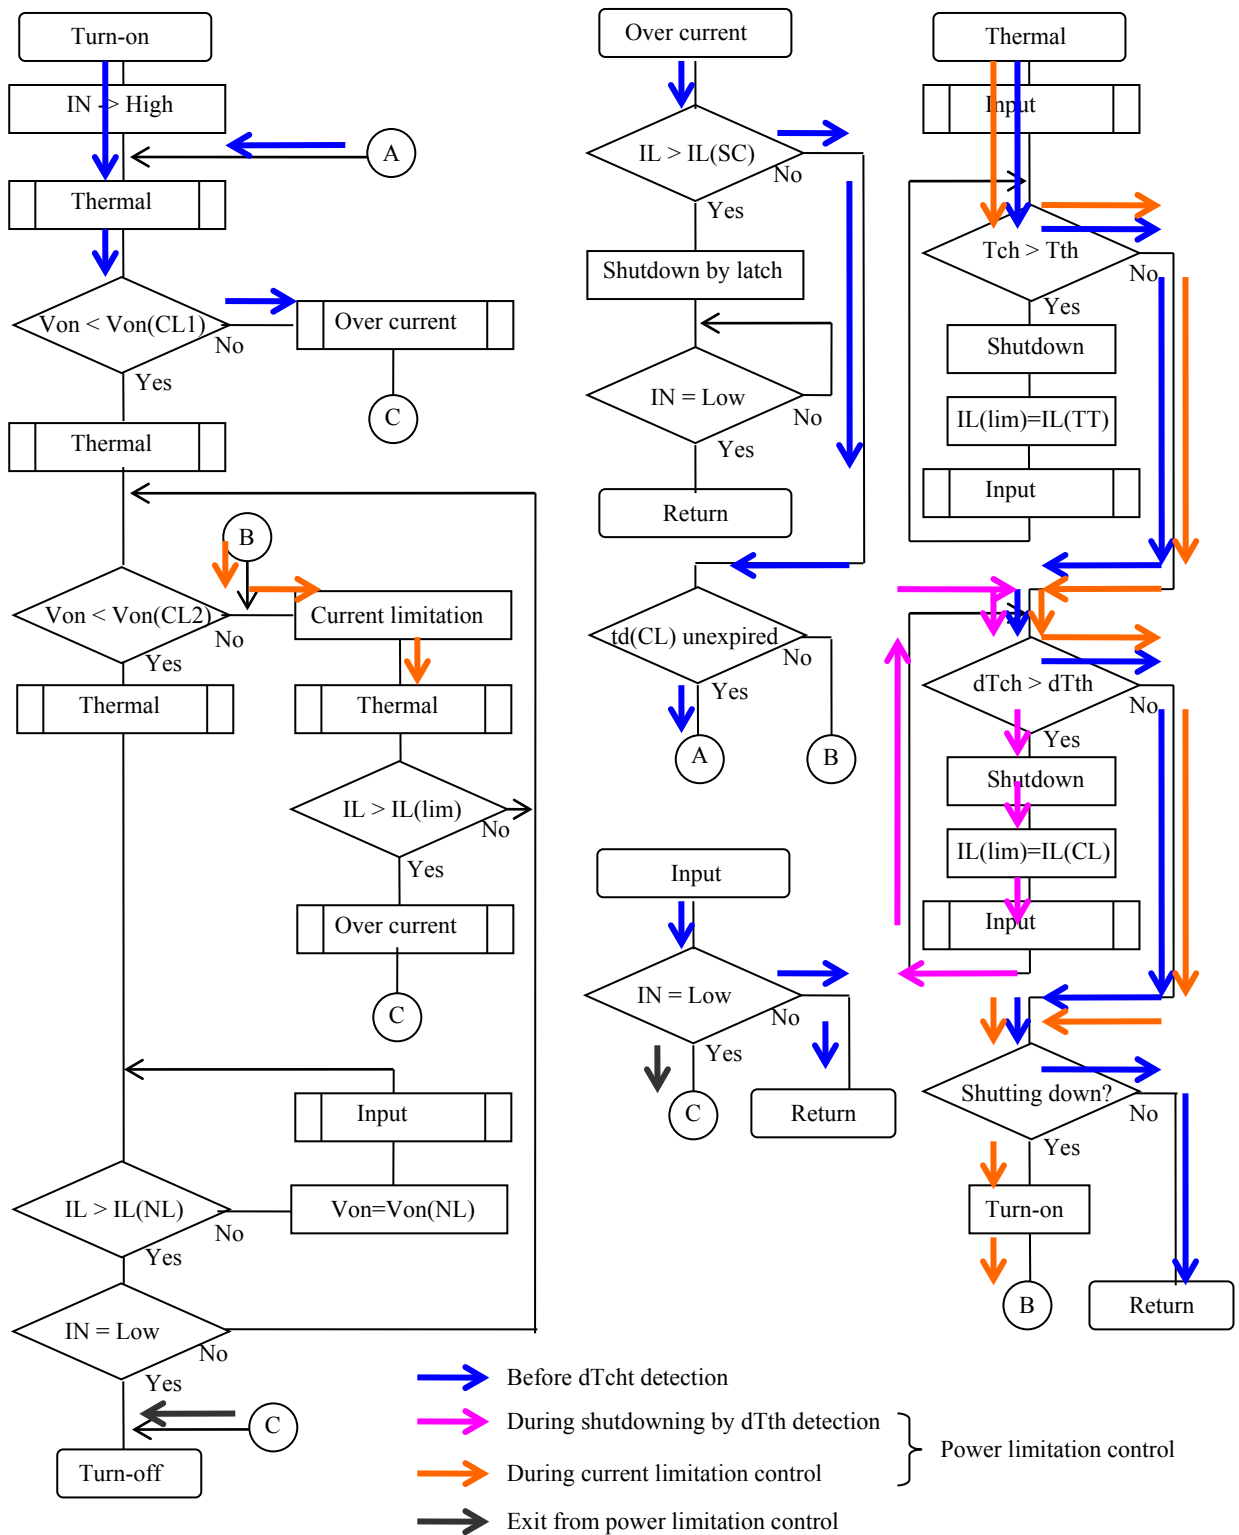 Turn-on
IN -> High
A
Thermal
Von < Von(CL1)
No
Yes
Over current
C
Thermal
B
Von < Von(CL2)
No
Yes
Current limitation
Thermal
Thermal
IL > IL(lim)
No
Yes
Over current
C
Input
IL > IL(NL)
No
Yes
Von=Von(NL)
IN = Low
No
Yes
C
Turn-off
Over current
IL > IL(SC)
No
Yes
Shutdown by latch
IN = Low
No
Yes
Return
td(CL) unexpired
No
Yes
A
B
Input
IN = Low
No
Yes
C
Return
Thermal
Input
Tch > Tth
No
Yes
Shutdown
IL(lim)=IL(TT)
Input
dTch > dTth
No
Yes
Shutdown
IL(lim)=IL(CL)
Input
Shutting down?
No
Yes
Turn-on
B
Return
Before dTcht detection
During shutdowning by dTth detection
Power limitation control
During current limitation control
Exit from power limitation control